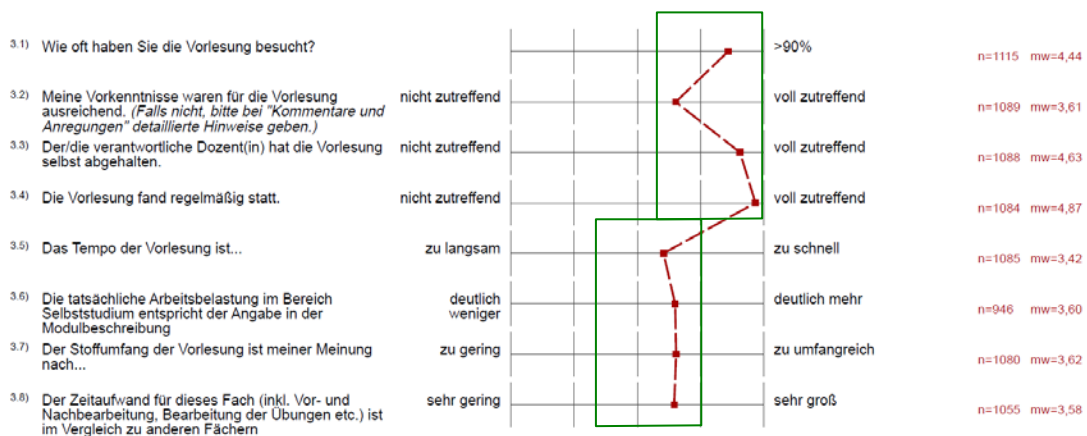 3.1) Wie oft haben Sie die Vorlesung besucht? >90% n=1115 mw=4,44
3.2) Meine Vorkenntnisse waren für die Vorlesung nicht zutreffend voll zutreffend n=1089 mw=3,61
ausreichend. (Falls nicht, bitte bei "Kommentare und
Anregungen" detaillierte Hinweise geben.)
3.3) Der/die verantwortliche Dozent(in) hat die Vorlesung nicht zutreffend voll zutreffend n=1088 mw=4,63
selbst abgehalten.
3.4) Die Vorlesung fand regelmäßig statt. nicht zutreffend voll zutreffend n=1084 mw=4,87
3.5) Das Tempo der Vorlesung ist... zu langsam zu schnell n=1085 mw=3,42
3.6) Die tatsächliche Arbeitsbelastung im Bereich deutlich deutlich mehr n=946 mw=3,60
Selbststudium entspricht der Angabe in der weniger
Modulbeschreibung
3.7) Der Stoffumfang der Vorlesung ist meiner Meinung zu gering zu umfangreich n=1080 mw=3,62
nach...
3.8) Der Zeitaufwand für dieses Fach (inkl. Vor- und sehr gering sehr groß n=1055 mw=3,58
Nachbearbeitung, Bearbeitung der Übungen etc.) ist
im Vergleich zu anderen Fächern